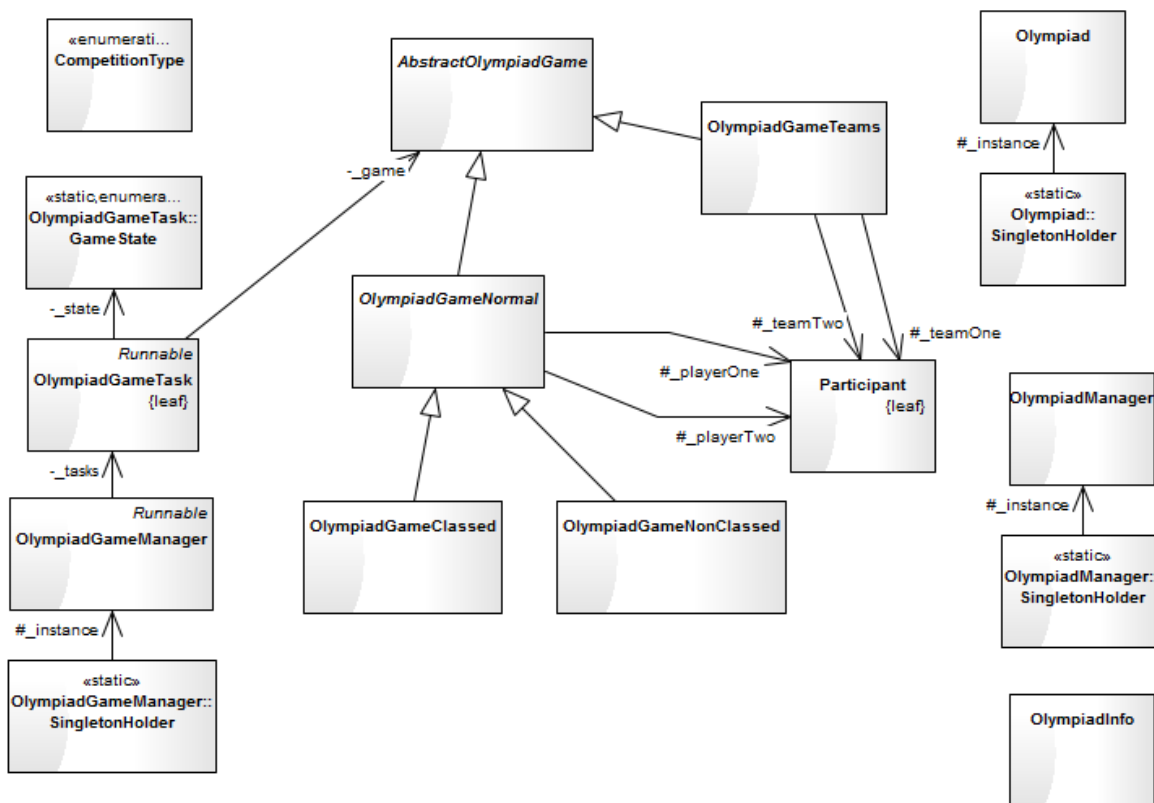 «enumerati...
CompetitionType
AbstractOlympiadGame
Olympiad
OlympiadGameTeams
#_instance
-_game
«static,enumera...
OlympiadGameTask::
GameState
«static»
Olympiad::
SingletonHolder
OlympiadGameNormal
-_state
#_teamTwo
#_teamOne
Runnable
OlympiadGameTask
{leaf}
#_playerOne
Participant
{leaf}
OlympiadManager
#_playerTwo
-_tasks
Runnable
OlympiadGameManager
OlympiadGameClassed
OlympiadGameNonClassed
#_instance
«static»
OlympiadManager:
SingletonHolder
#_instance
«static»
OlympiadGameManager::
SingletonHolder
OlympiadInfo